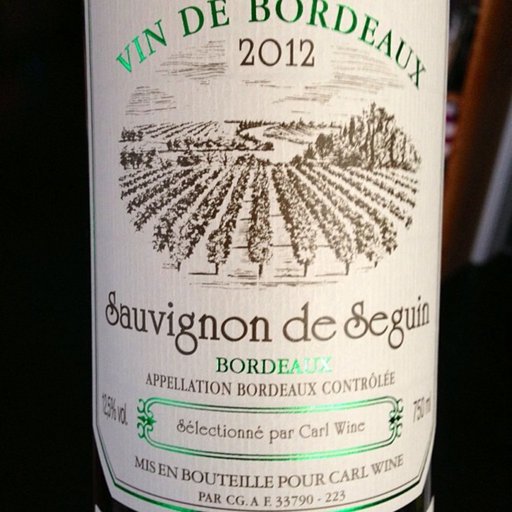 VIN DE BORDEAUX
2012
Sauvignon de Seguin
BORDEAUX
APPELLATION BORDEAUX CONTRÔLÉE
12,5% vol.
Sélectionné par Carl Wine
750 ml
MIS EN BOUTEILLE POUR CARL WINE
PAR CG. A F. 33790 - 223